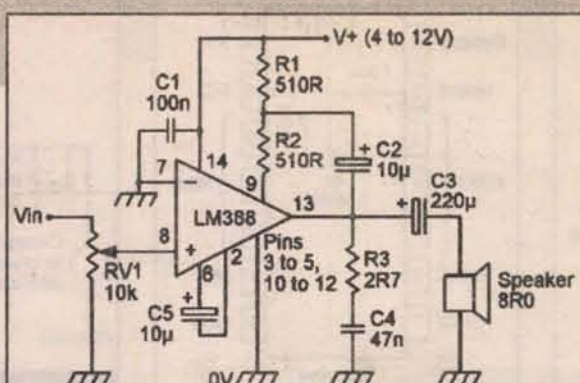 V+ (4 to 12V)
R1
510R
C1
100n
R2
510R
C2
10µ
7
14
9
13
C3
220µ
LM388
Vin
8
6
2
Pins
3 to 5,
10 to 12
RV1
10k
C5
10µ
R3
2R7
C4
47n
Speaker
8R0
0V